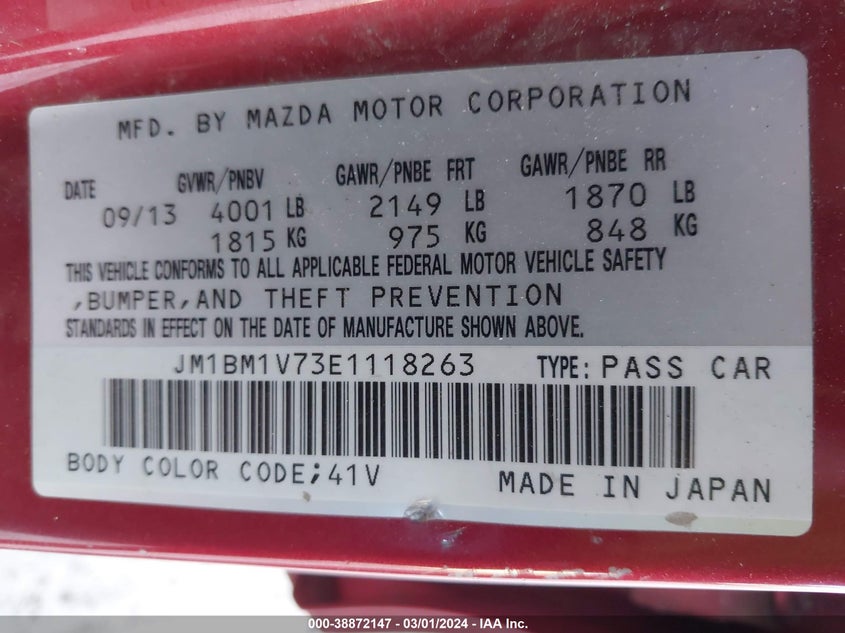 MFD. BY MAZDA MOTOR CORPORATION
DATE GVWR/PNBV GAWR/PNBE FRT GAWR/PNBE RR
09/13 4001 LB 2149 LB 1870 LB
1815 KG 975 KG 848 KG
THIS VEHICLE CONFORMS TO ALL APPLICABLE FEDERAL MOTOR VEHICLE SAFETY
,BUMPER,AND THEFT PREVENTION
STANDARDS IN EFFECT ON THE DATE OF MANUFACTURE SHOWN ABOVE.
JM1BM1V73E1118263 TYPE: PASS CAR
BODY COLOR CODE;41V MADE IN JAPAN
000-38872147 - 03/01/2024 - IAA Inc.